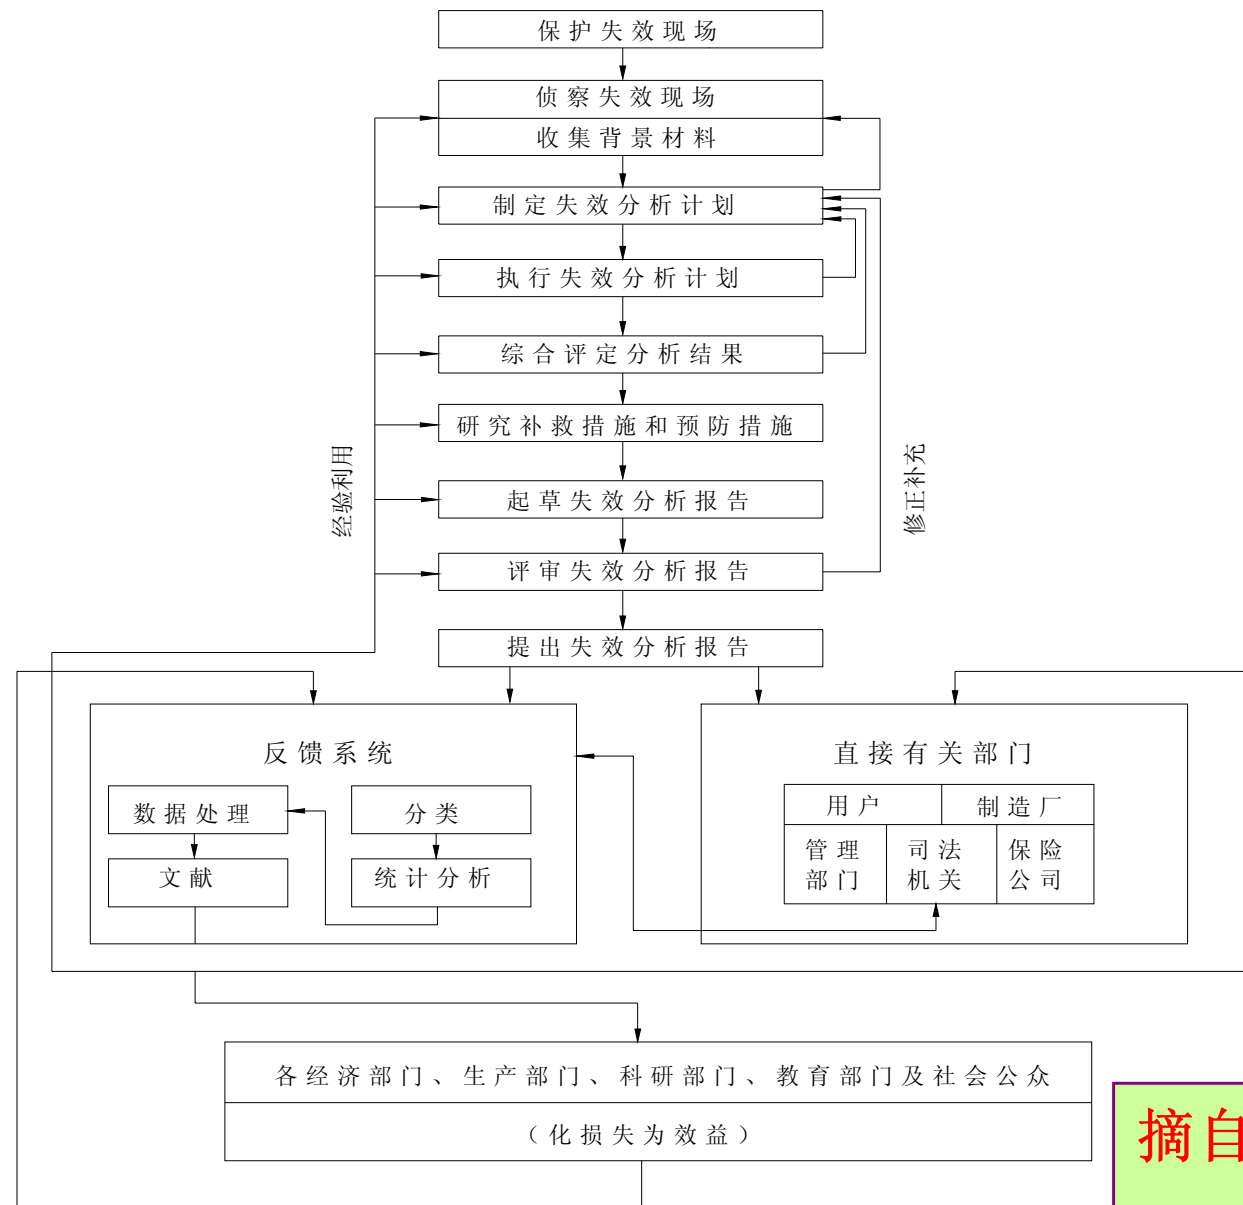 保护失效现场
侦察失效现场
收集背景材料
制定失效分析计划
执行失效分析计划
综合评定分析结果
研究补救措施和预防措施
起草失效分析报告
评审失效分析报告
提出失效分析报告
经验利用
修正补充
反馈系统
数据处理
分类
文献
统计分析
直接有关部门
用户
制造厂
管理
部门
司法
机关
保险
公司
各经济部门、生产部门、科研部门、教育部门及社会公众
（化损失为效益）
摘自